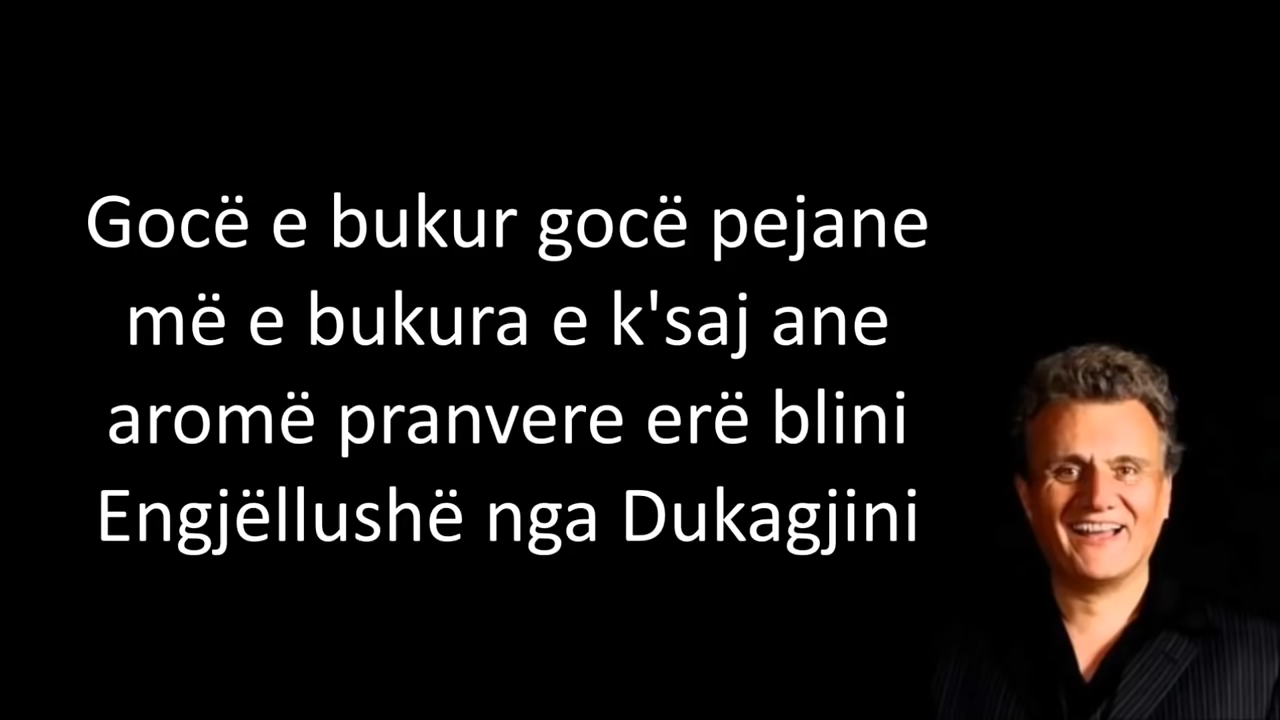 Gocë e bukur gocë pejane
më e bukura e k'saj ane
aromë pranvere erë blini
Engjëllushë nga Dukagjini